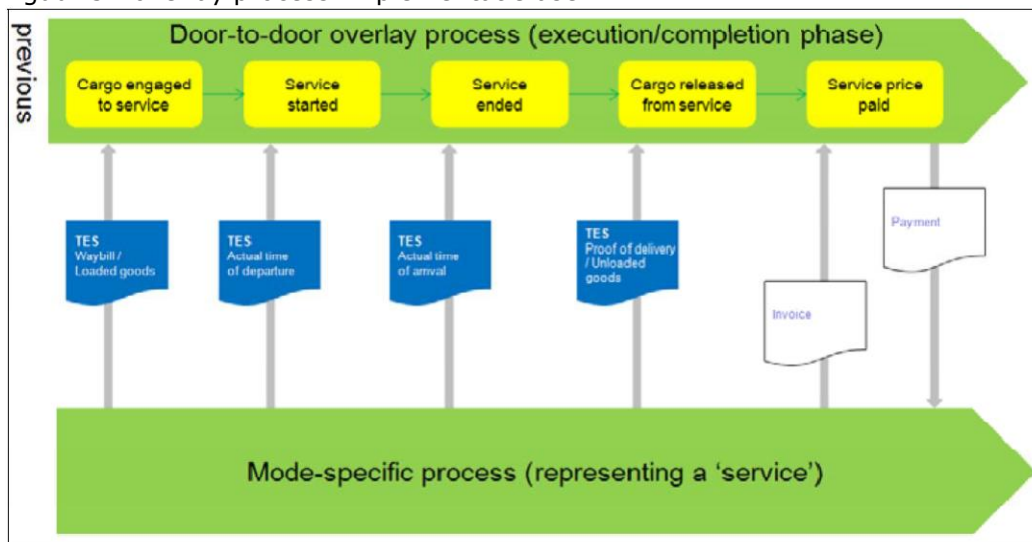 previous
Door-to-door overlay process (execution/completion phase)
Cargo engaged
to service
Service
started
Service
ended
Cargo released
from service
Service price
paid
TES
Waybill /
Loaded goods
TES
Actual time
of departure
TES
Actual time
of arrival
TES
Proof of delivery
/ Unloaded
goods
Invoice
Payment
Mode-specific process (representing a ‘service’)